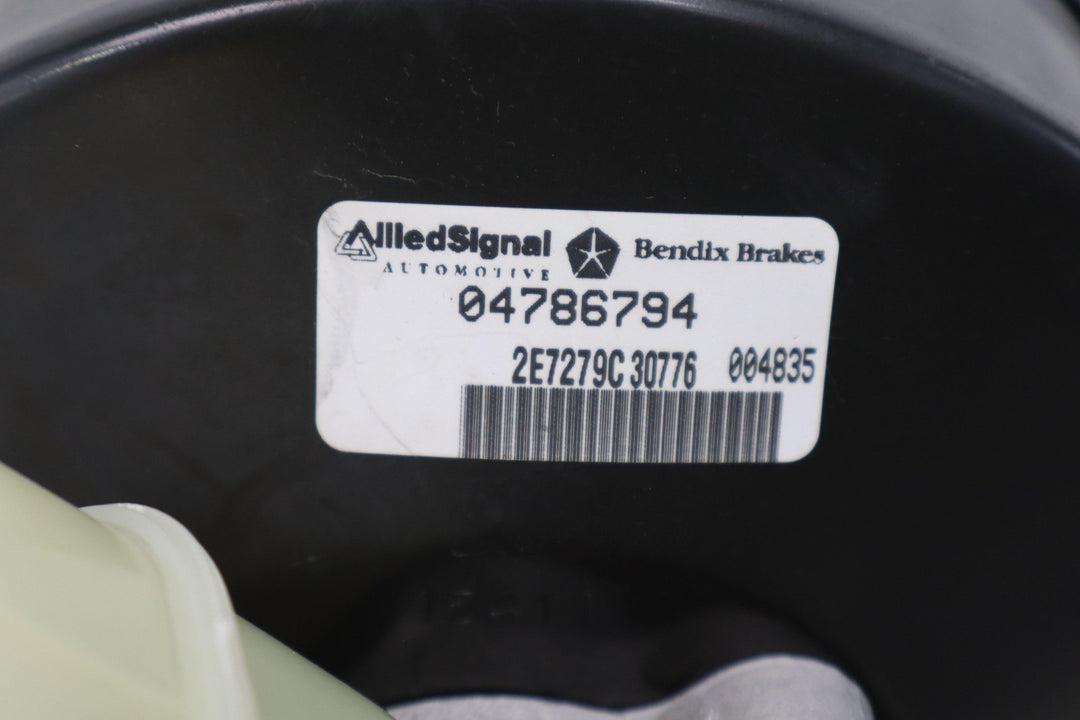 AlliedSignal Bendix Brakes
AUTOMOTIVE
04786794
2E7279C 30776 004835